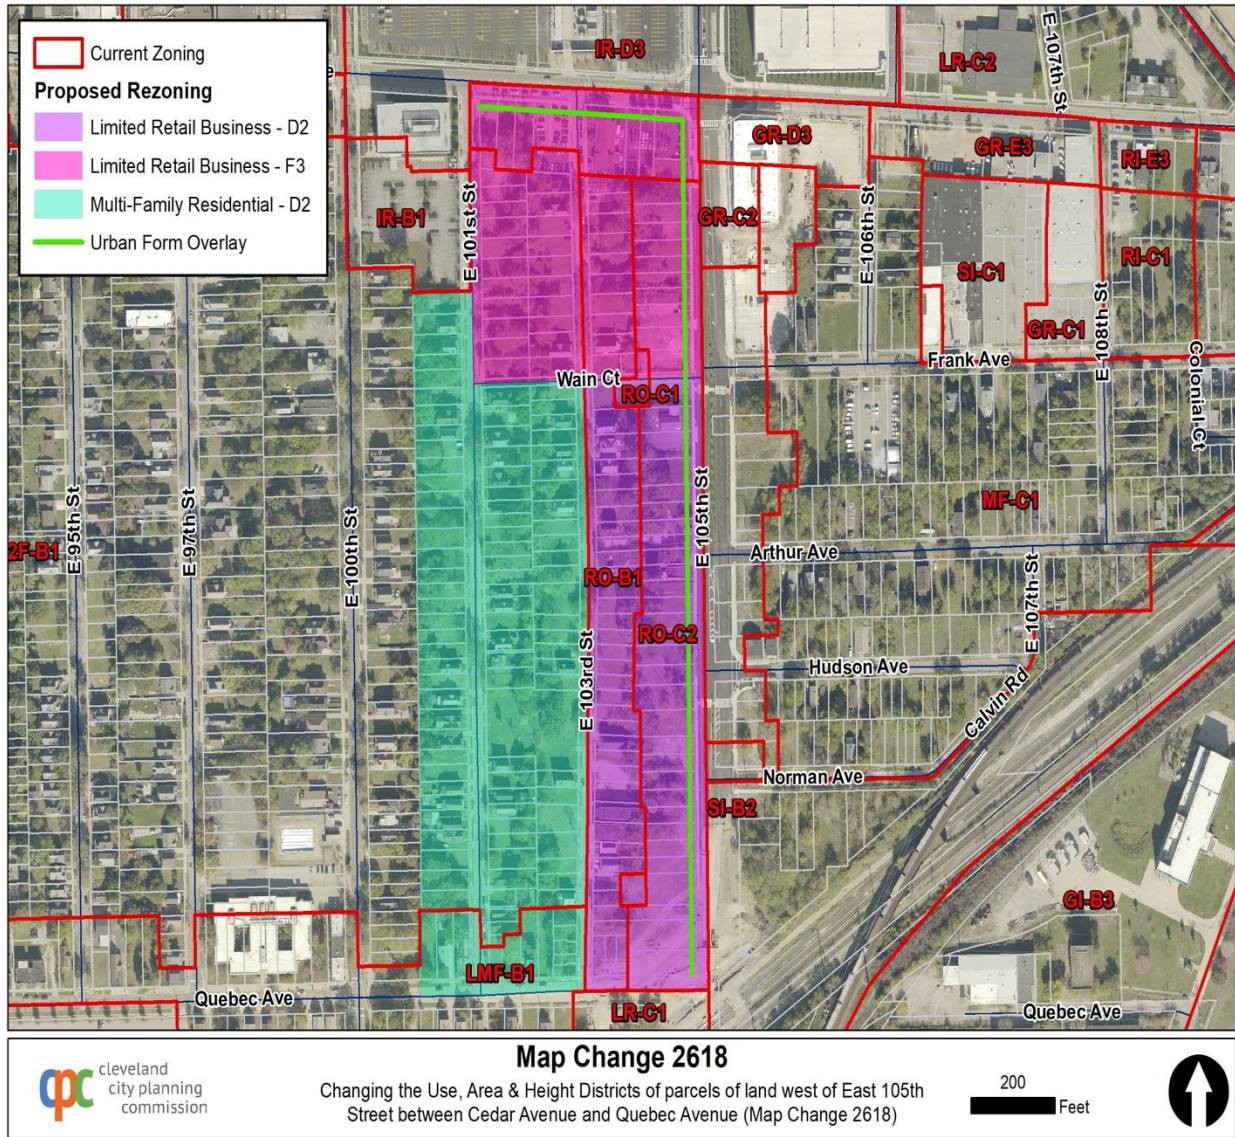 Current Zoning
Proposed Rezoning
Limited Retail Business - D2
Limited Retail Business - F3
Multi-Family Residential - D2
Urban Form Overlay
IR-D3
LR-C2
E 107th St
GR-D3
GR-E3
RI-E3
IR-B1
E 101st St
GR-C2
E 106th St
SI-C1
RI-C1
GR-C1
E 108th St
Colonial Ct
Frank Ave
Wain Ct
RO-C1
2F-B1
E 95th St
E 97th St
E 100th St
E 105th St
MF-C1
Arthur Ave
RO-B1
E 103rd St
RO-C2
E 107th St
Hudson Ave
Calvin Rd
Norman Ave
SI-B2
GI-B3
LMF-B1
Quebec Ave
LR-C1
Quebec Ave
cpc cleveland
city planning
commission
Map Change 2618
Changing the Use, Area & Height Districts of parcels of land west of East 105th
Street between Cedar Avenue and Quebec Avenue (Map Change 2618)
200
Feet